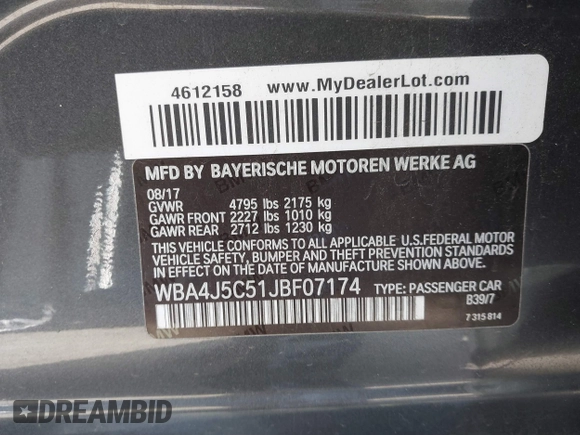 4612158 www.MyDealerLot.com
MFD BY BAYERISCHE MOTOREN WERKE AG
08/17
GVWR 4795 lbs 2175 kg
GAWR FRONT 2227 lbs 1010 kg
GAWR REAR 2712 lbs 1230 kg
THIS VEHICLE CONFORMS TO ALL APPLICABLE U.S.FEDERAL MOTOR
VEHICLE SAFETY, BUMPER AND THEFT PREVENTION STANDARDS
IN EFFECT ON THE DATE OF MANUFACTURE SHOWN ABOVE.
WBA4J5C51JBF07174 TYPE: PASSENGER CAR
B39/7
7315814
DREAMBID